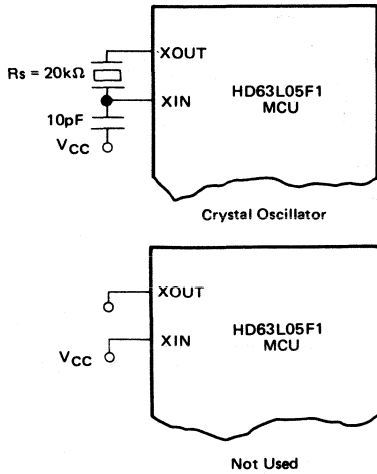 XOUT
Rs = 20kΩ
HD63L05F1
MCU
XIN
10pF
VCC
Crystal Oscillator
XOUT
HD63L05F1
MCU
XIN
VCC
Not Used